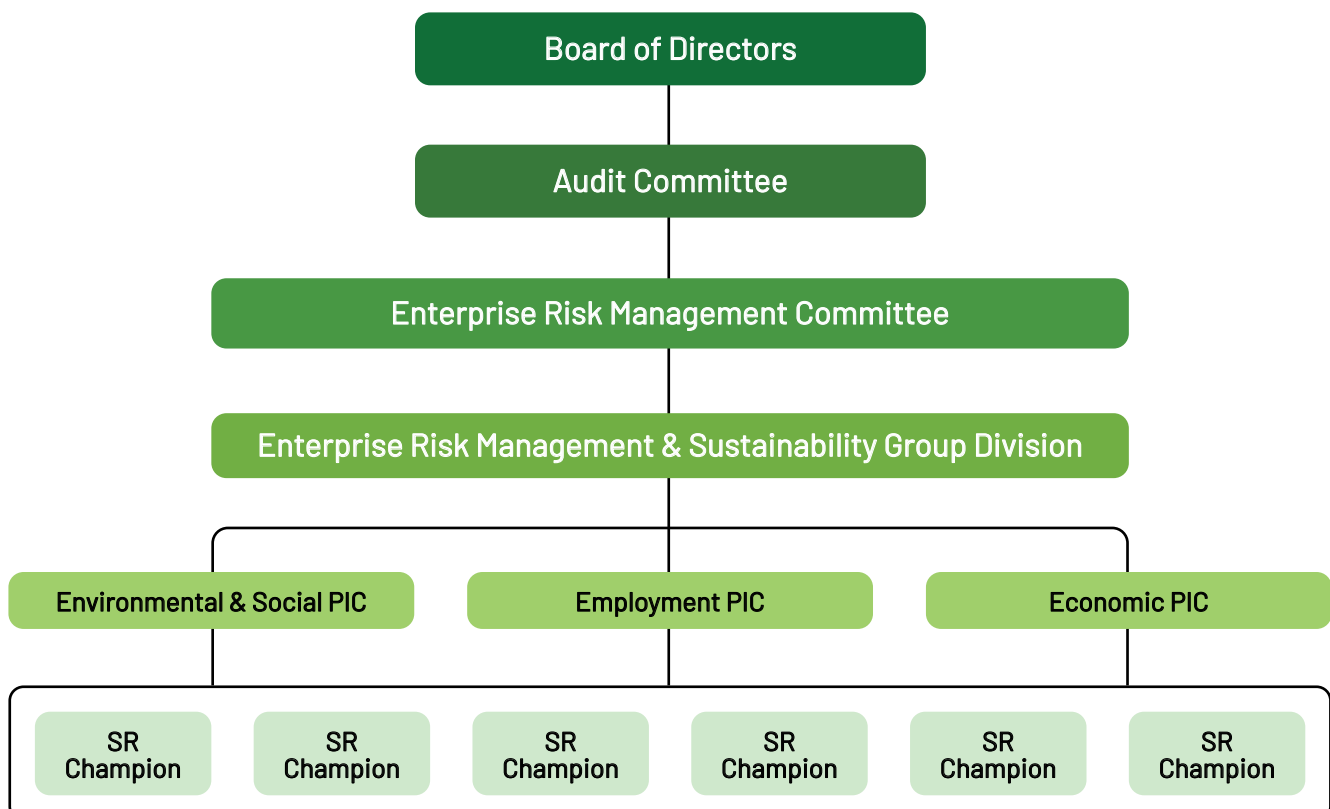 Board of Directors
Audit Committee
Enterprise Risk Management Committee
Enterprise Risk Management & Sustainability Group Division
Environmental & Social PIC
Employment PIC
Economic PIC
SR
Champion
SR
Champion
SR
Champion
SR
Champion
SR
Champion
SR
Champion